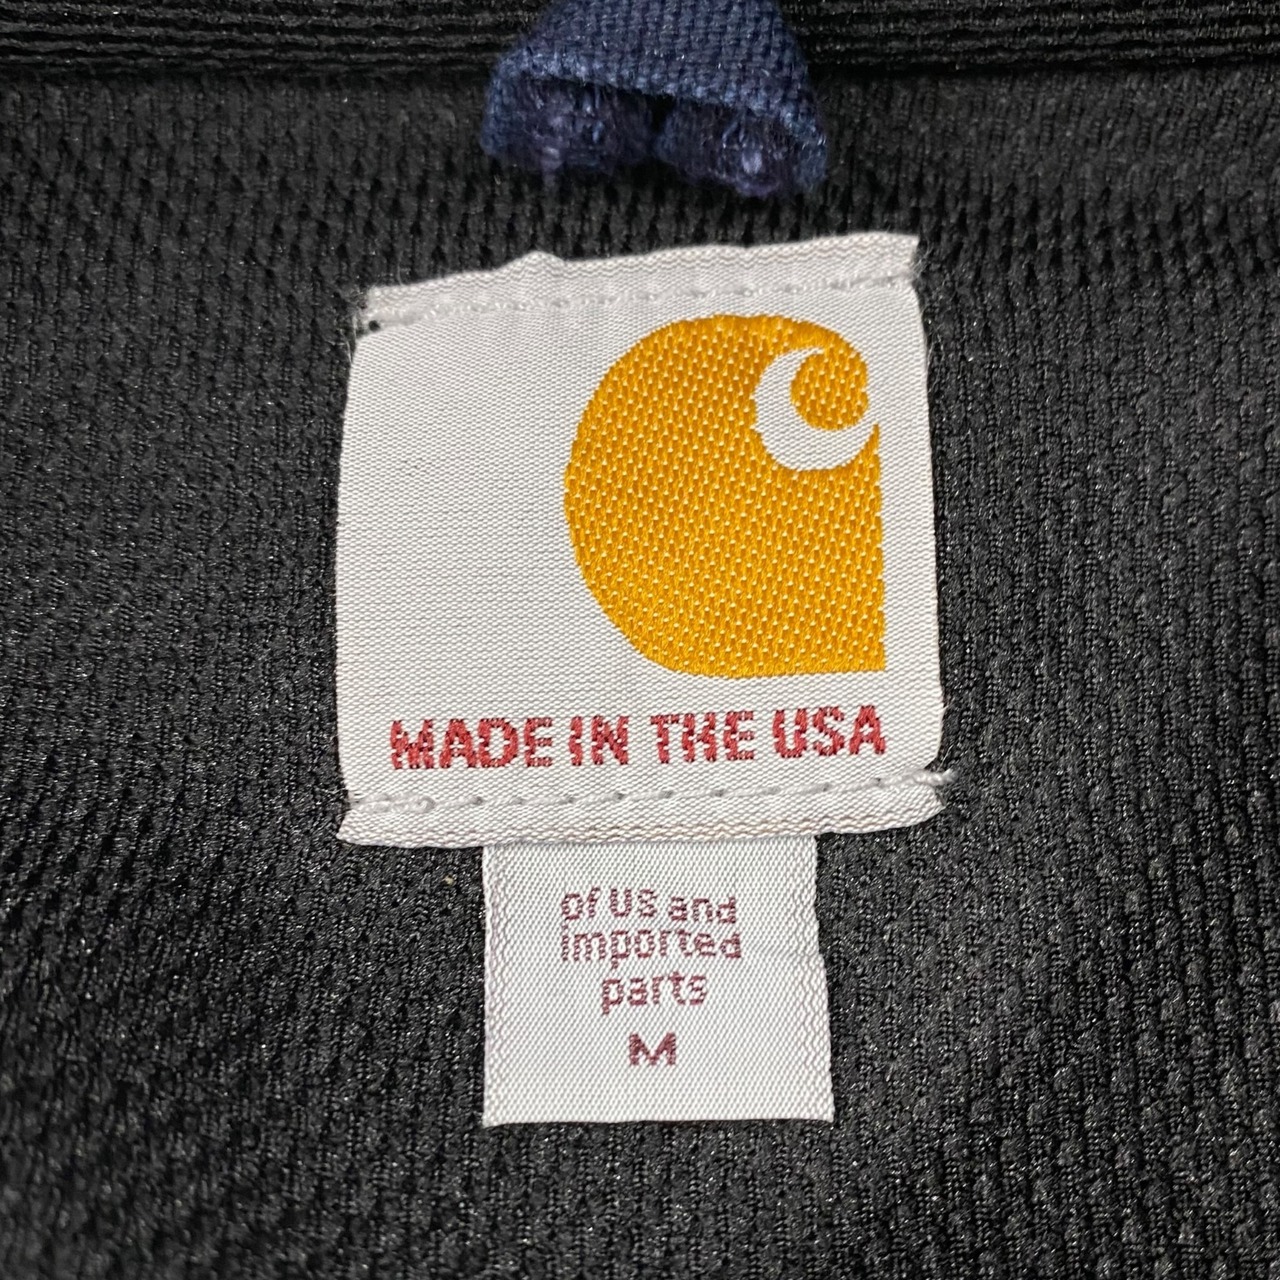 MADE IN THE USA
of US and
imported
parts
M